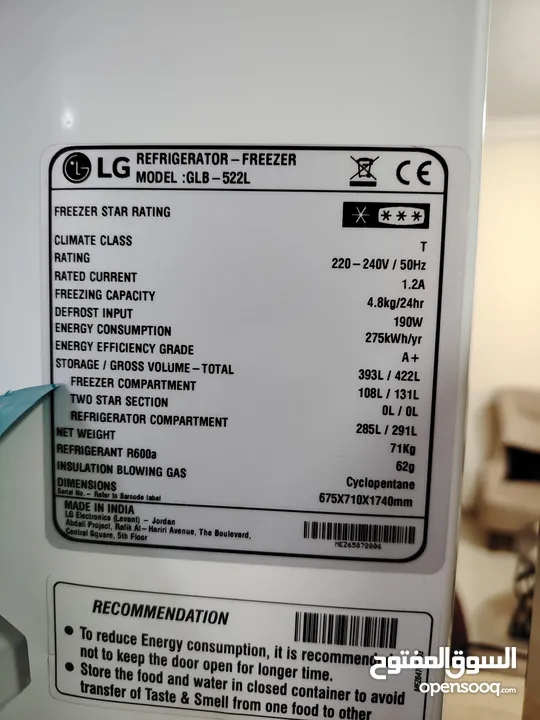 LG REFRIGERATOR – FREEZER
MODEL :GLB – 522L
CE
FREEZER STAR RATING
CLIMATE CLASS T
RATING 220 – 240V / 50Hz
RATED CURRENT 1.2A
FREEZING CAPACITY 4.8kg/24hr
DEFROST INPUT 190W
ENERGY CONSUMPTION 275kWh/yr
ENERGY EFFICIENCY GRADE A+
STORAGE / GROSS VOLUME – TOTAL 393L / 422L
FREEZER COMPARTMENT 108L / 131L
TWO STAR SECTION 0L / 0L
REFRIGERATOR COMPARTMENT 285L / 291L
NET WEIGHT 71Kg
REFRIGERANT R600a 62g
INSULATION BLOWING GAS Cyclopentane
DIMENSIONS 675X710X1740mm
Serial No. – Refer to Barcode label
MADE IN INDIA
LG Electronics (Levant) – Jordan
Abdali Project, Rafik Al – Hariri Avenue, The Boulevard,
Central Square, 5th Floor
MEZ65872806
RECOMMENDATION
• To reduce Energy consumption, it is recommended
not to keep the door open for longer time.
• Store the food and water in closed container to avoid
transfer of Taste & Smell from one food to other
السوق المفتوح
opensooq.com